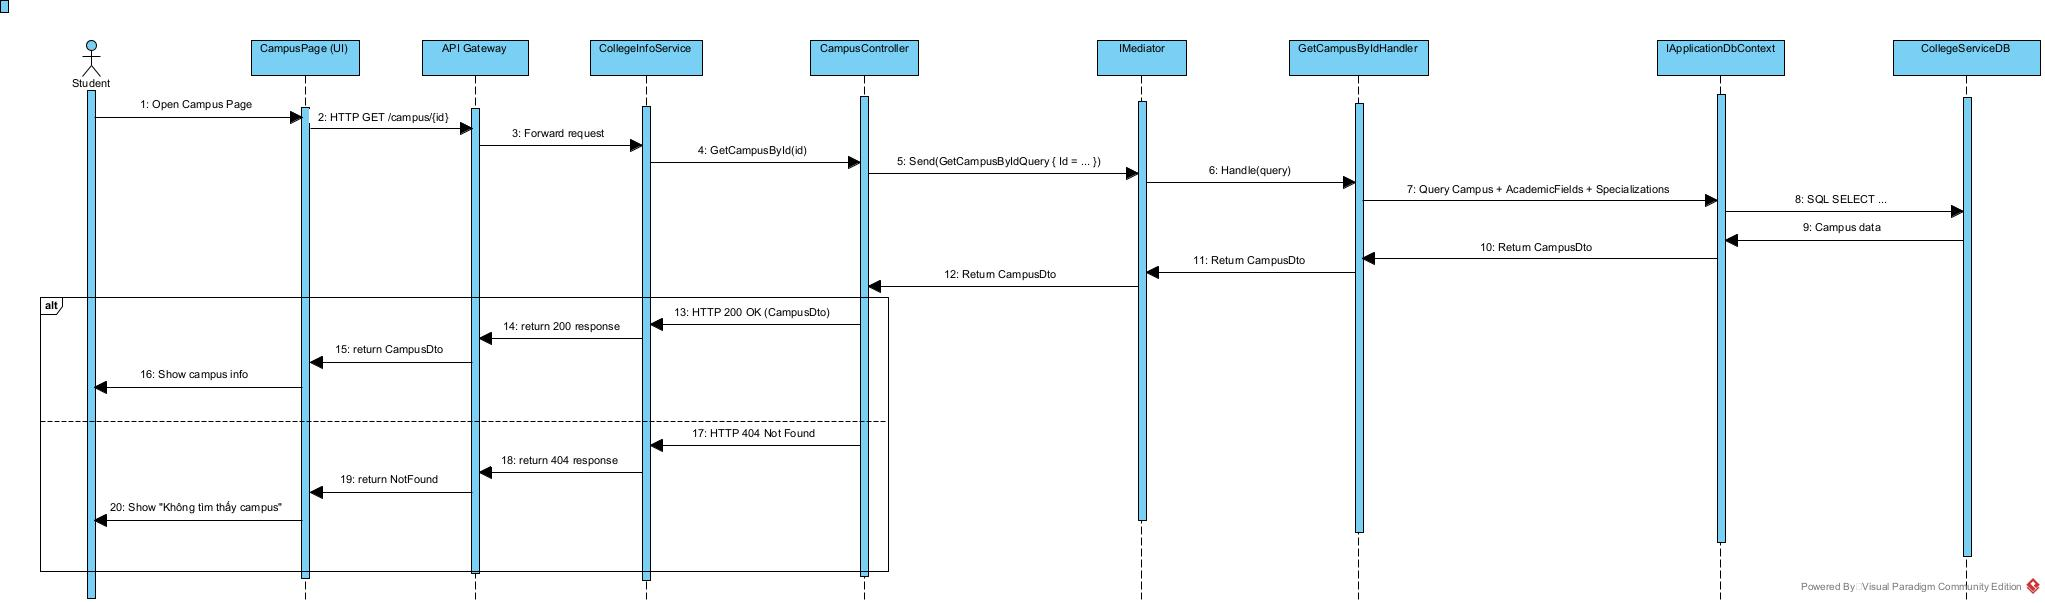 CampusPage (UI)
API Gateway
CollegeInfoService
CampusController
IMediator
GetCampusByIdHandler
IApplicationDbContext
CollegeServiceDB
Student
1: Open Campus Page
2: HTTP GET /campus/{id}
3: Forward request
4: GetCampusById(id)
5: Send(GetCampusByIdQuery { Id = ... })
6: Handle(query)
7: Query Campus + AcademicFields + Specializations
8: SQL SELECT ...
9: Campus data
10: Return CampusDto
11: Return CampusDto
12: Return CampusDto
alt
13: HTTP 200 OK (CampusDto)
14: return 200 response
15: return CampusDto
16: Show campus info
17: HTTP 404 Not Found
18: return 404 response
19: return NotFound
20: Show "Không tìm thấy campus"
Powered By Visual Paradigm Community Edition